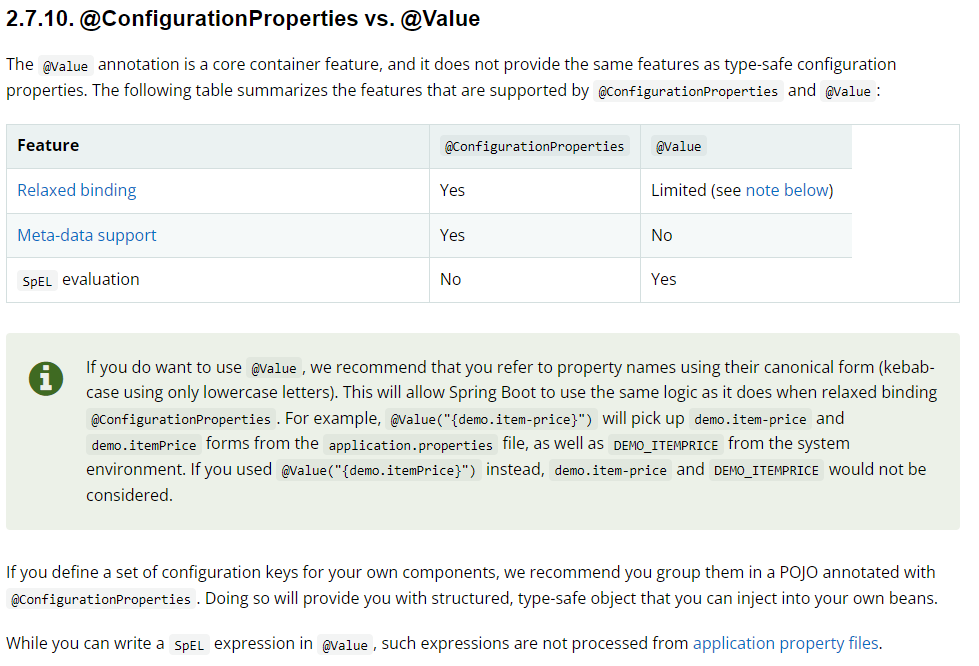 2.7.10. @ConfigurationProperties vs. @Value
The @Value annotation is a core container feature, and it does not provide the same features as type-safe configuration
properties. The following table summarizes the features that are supported by @ConfigurationProperties and @Value :
Feature @ConfigurationProperties @Value
Relaxed binding Yes Limited (see note below)
Meta-data support Yes No
SpEL evaluation No Yes
If you do want to use @Value , we recommend that you refer to property names using their canonical form (kebab-
case using only lowercase letters). This will allow Spring Boot to use the same logic as it does when relaxed binding
@ConfigurationProperties . For example, @Value("{demo.item-price}") will pick up demo.item-price and
demo.itemPrice forms from the application.properties file, as well as DEMO_ITEMPRICE from the system
environment. If you used @Value("{demo.itemPrice}") instead, demo.item-price and DEMO_ITEMPRICE would not be
considered.
If you define a set of configuration keys for your own components, we recommend you group them in a POJO annotated with
@ConfigurationProperties . Doing so will provide you with structured, type-safe object that you can inject into your own beans.
While you can write a SpEL expression in @Value , such expressions are not processed from application property files.